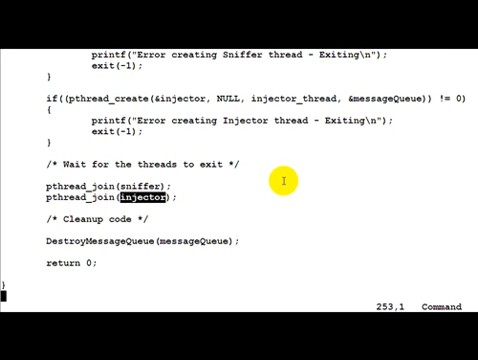 printf("Error creating Sniffer thread - Exiting\n");
exit(-1);
}
if((pthread_create(&injector, NULL, injector_thread, &messageQueue)) != 0)
{
printf("Error creating Injector thread - Exiting\n");
exit(-1);
}
/* Wait for the threads to exit */
pthread_join(sniffer);
pthread_join(injector);
/* Cleanup code */
DestroyMessageQueue(messageQueue);
return 0;
}
253,1 Command